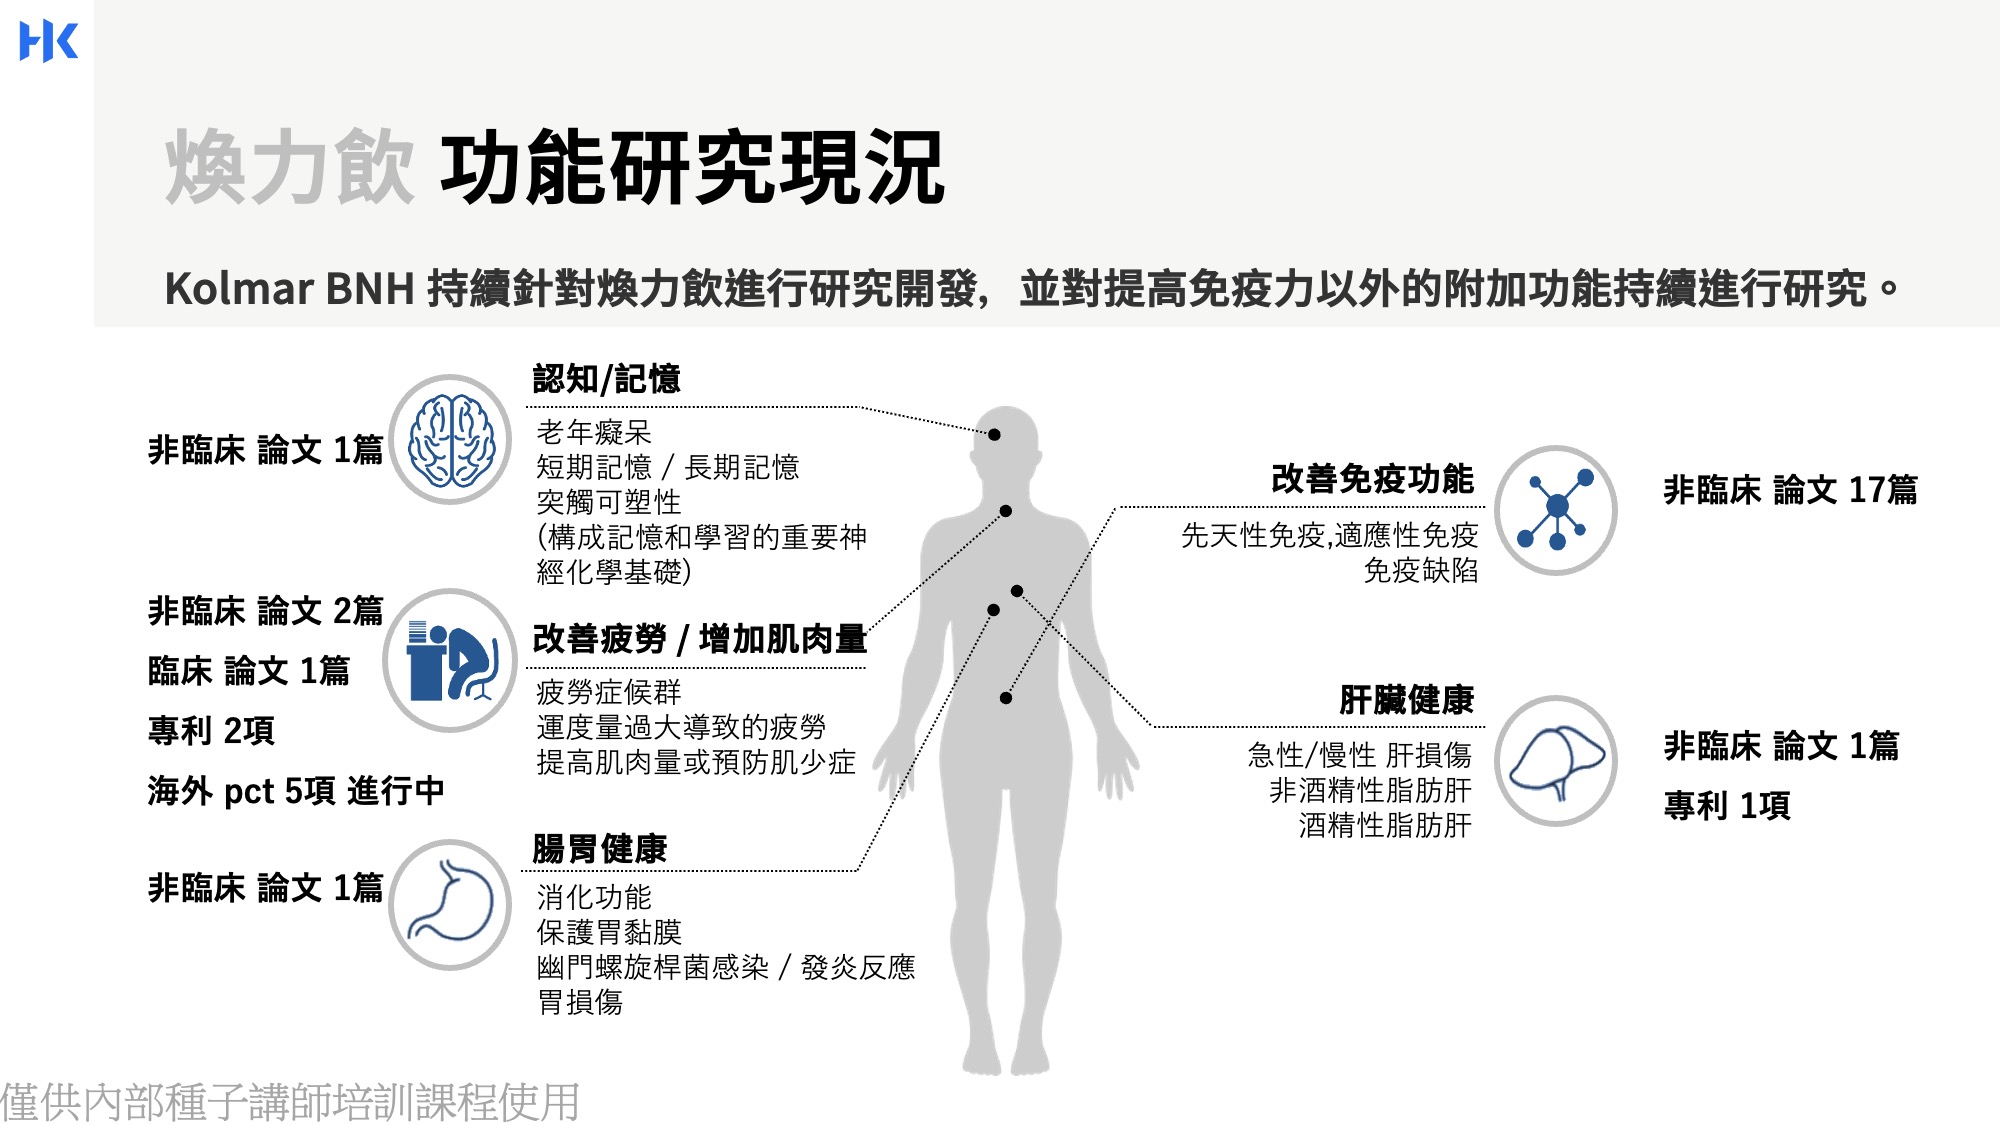 HK
煥力飲 功能研究現況
Kolmar BNH 持續針對煥力飲進行研究開發，並對提高免疫力以外的附加功能持續進行研究。
非臨床 論文 1篇
認知/記憶
老年癡呆
短期記憶 / 長期記憶
突觸可塑性
(構成記憶和學習的重要神
經化學基礎)
非臨床 論文 2篇
臨床 論文 1篇
專利 2項
海外 pct 5項 進行中
改善疲勞 / 增加肌肉量
疲勞症候群
運度量過大導致的疲勞
提高肌肉量或預防肌少症
非臨床 論文 1篇
腸胃健康
消化功能
保護胃黏膜
幽門螺旋桿菌感染 / 發炎反應
胃損傷
改善免疫功能
先天性免疫,適應性免疫
免疫缺陷
非臨床 論文 17篇
肝臟健康
急性/慢性 肝損傷
非酒精性脂肪肝
酒精性脂肪肝
非臨床 論文 1篇
專利 1項
僅供內部種子講師培訓課程使用